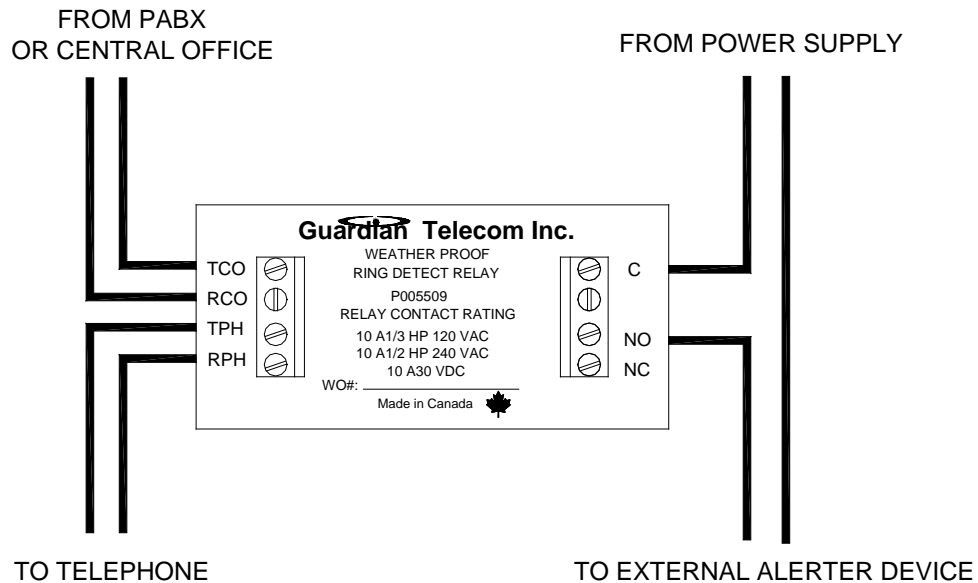 FROM PABX
OR CENTRAL OFFICE
FROM POWER SUPPLY
Guardian Telecom Inc.
WEATHER PROOF
RING DETECT RELAY
P005509
RELAY CONTACT RATING
10 A1/3 HP 120 VAC
10 A1/2 HP 240 VAC
10 A30 VDC
WO#:
Made in Canada
TCO
RCO
TPH
RPH
C
NO
NC
TO TELEPHONE
TO EXTERNAL ALERTER DEVICE